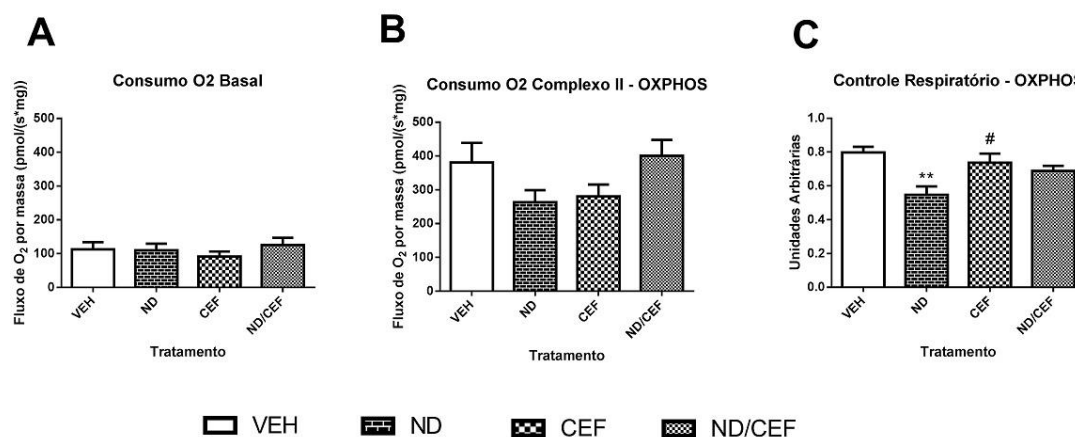 A
Consumo O2 Basal
Fluxo de O2 por massa (pmol/(s*mg))
500
400
300
200
100
0
VEH
ND
CEF
ND/CEF
Tratamento
B
Consumo O2 Complexo II - OXPHOS
Fluxo de O2 por massa (pmol/(s*mg))
500
400
300
200
100
0
VEH
ND
CEF
ND/CEF
Tratamento
C
Controle Respiratório - OXPHOS
Unidades Arbitrárias
1.0
0.8
0.6
0.4
0.2
0.0
**
#
VEH
ND
CEF
ND/CEF
Tratamento
VEH ND CEF ND/CEF